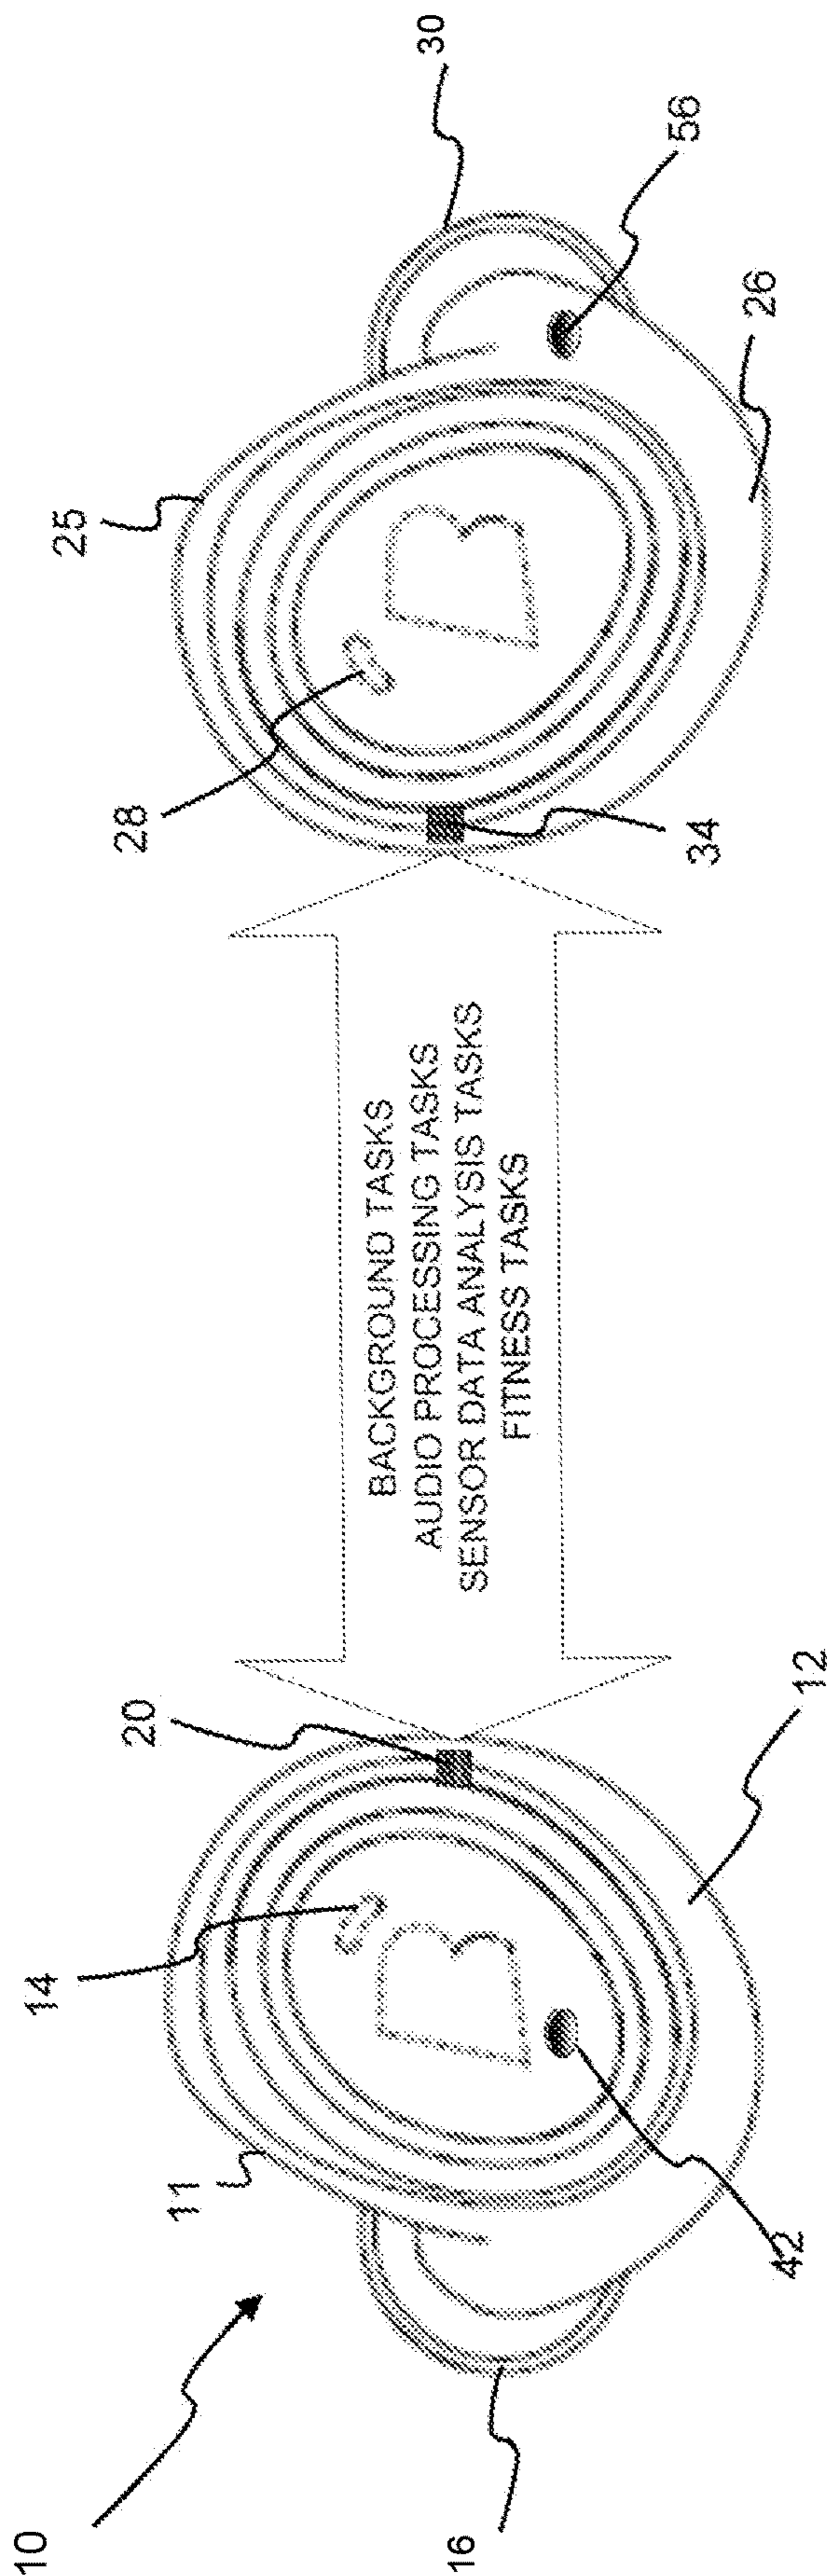 10
11
14
20
28
25
30
B
B
BACKGROUND TASKS
AUDIO PROCESSING TASKS
SENSOR DATA ANALYSIS TASKS
FITNESS TASKS
16
42
12
34
26
56